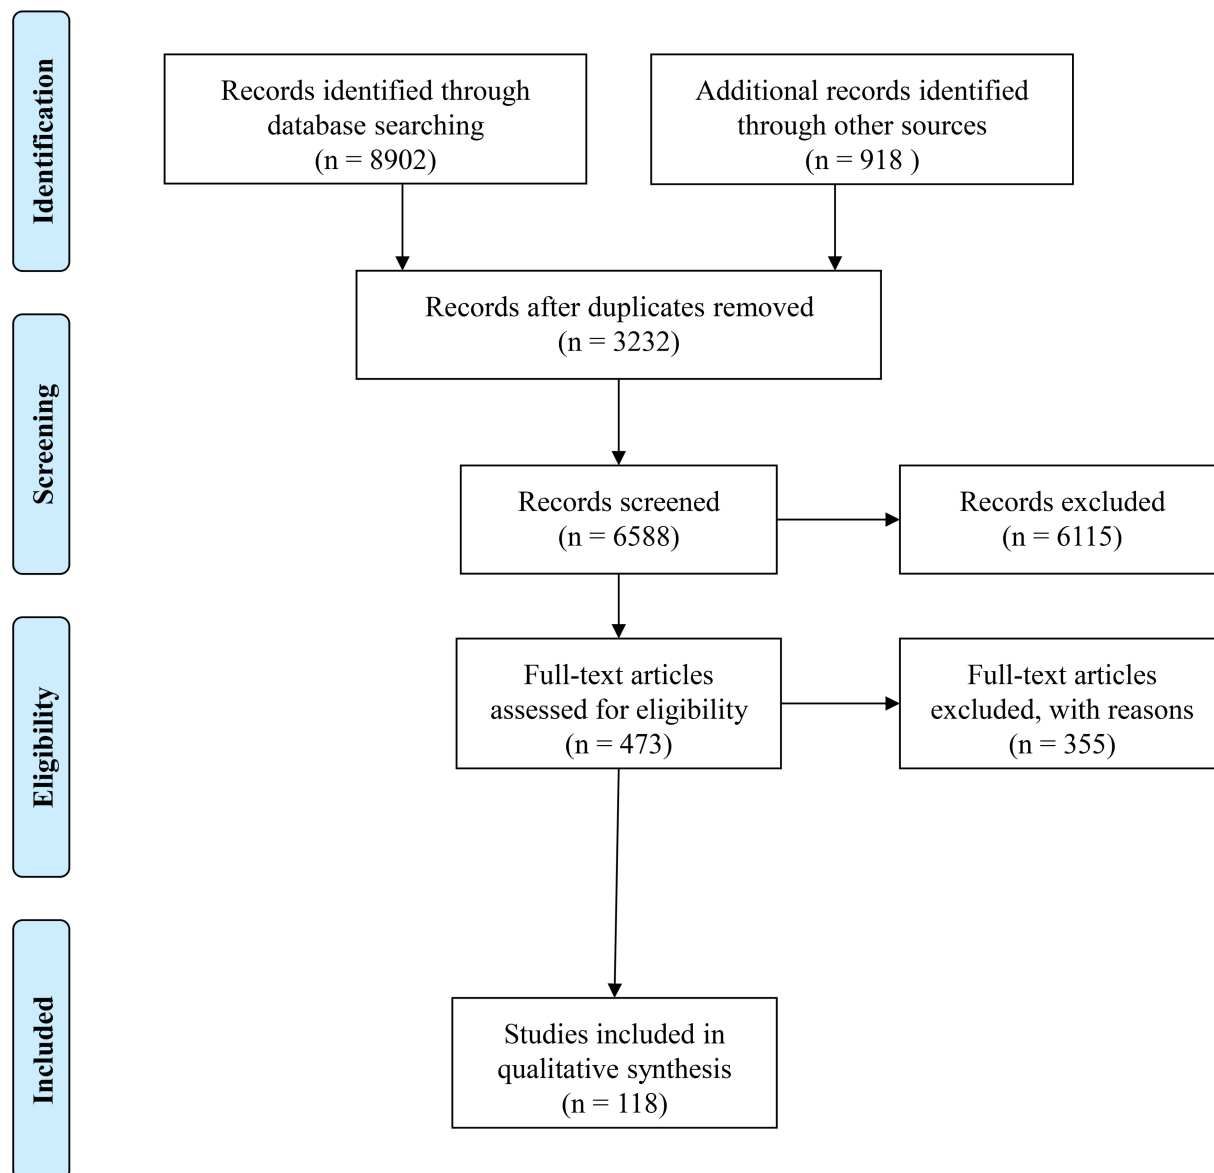 Identification
Records identified through
database searching
(n = 8902)
Additional records identified
through other sources
(n = 918 )
Records after duplicates removed
(n = 3232)
Screening
Records screened
(n = 6588)
Records excluded
(n = 6115)
Eligibility
Full-text articles
assessed for eligibility
(n = 473)
Full-text articles
excluded, with reasons
(n = 355)
Included
Studies included in
qualitative synthesis
(n = 118)